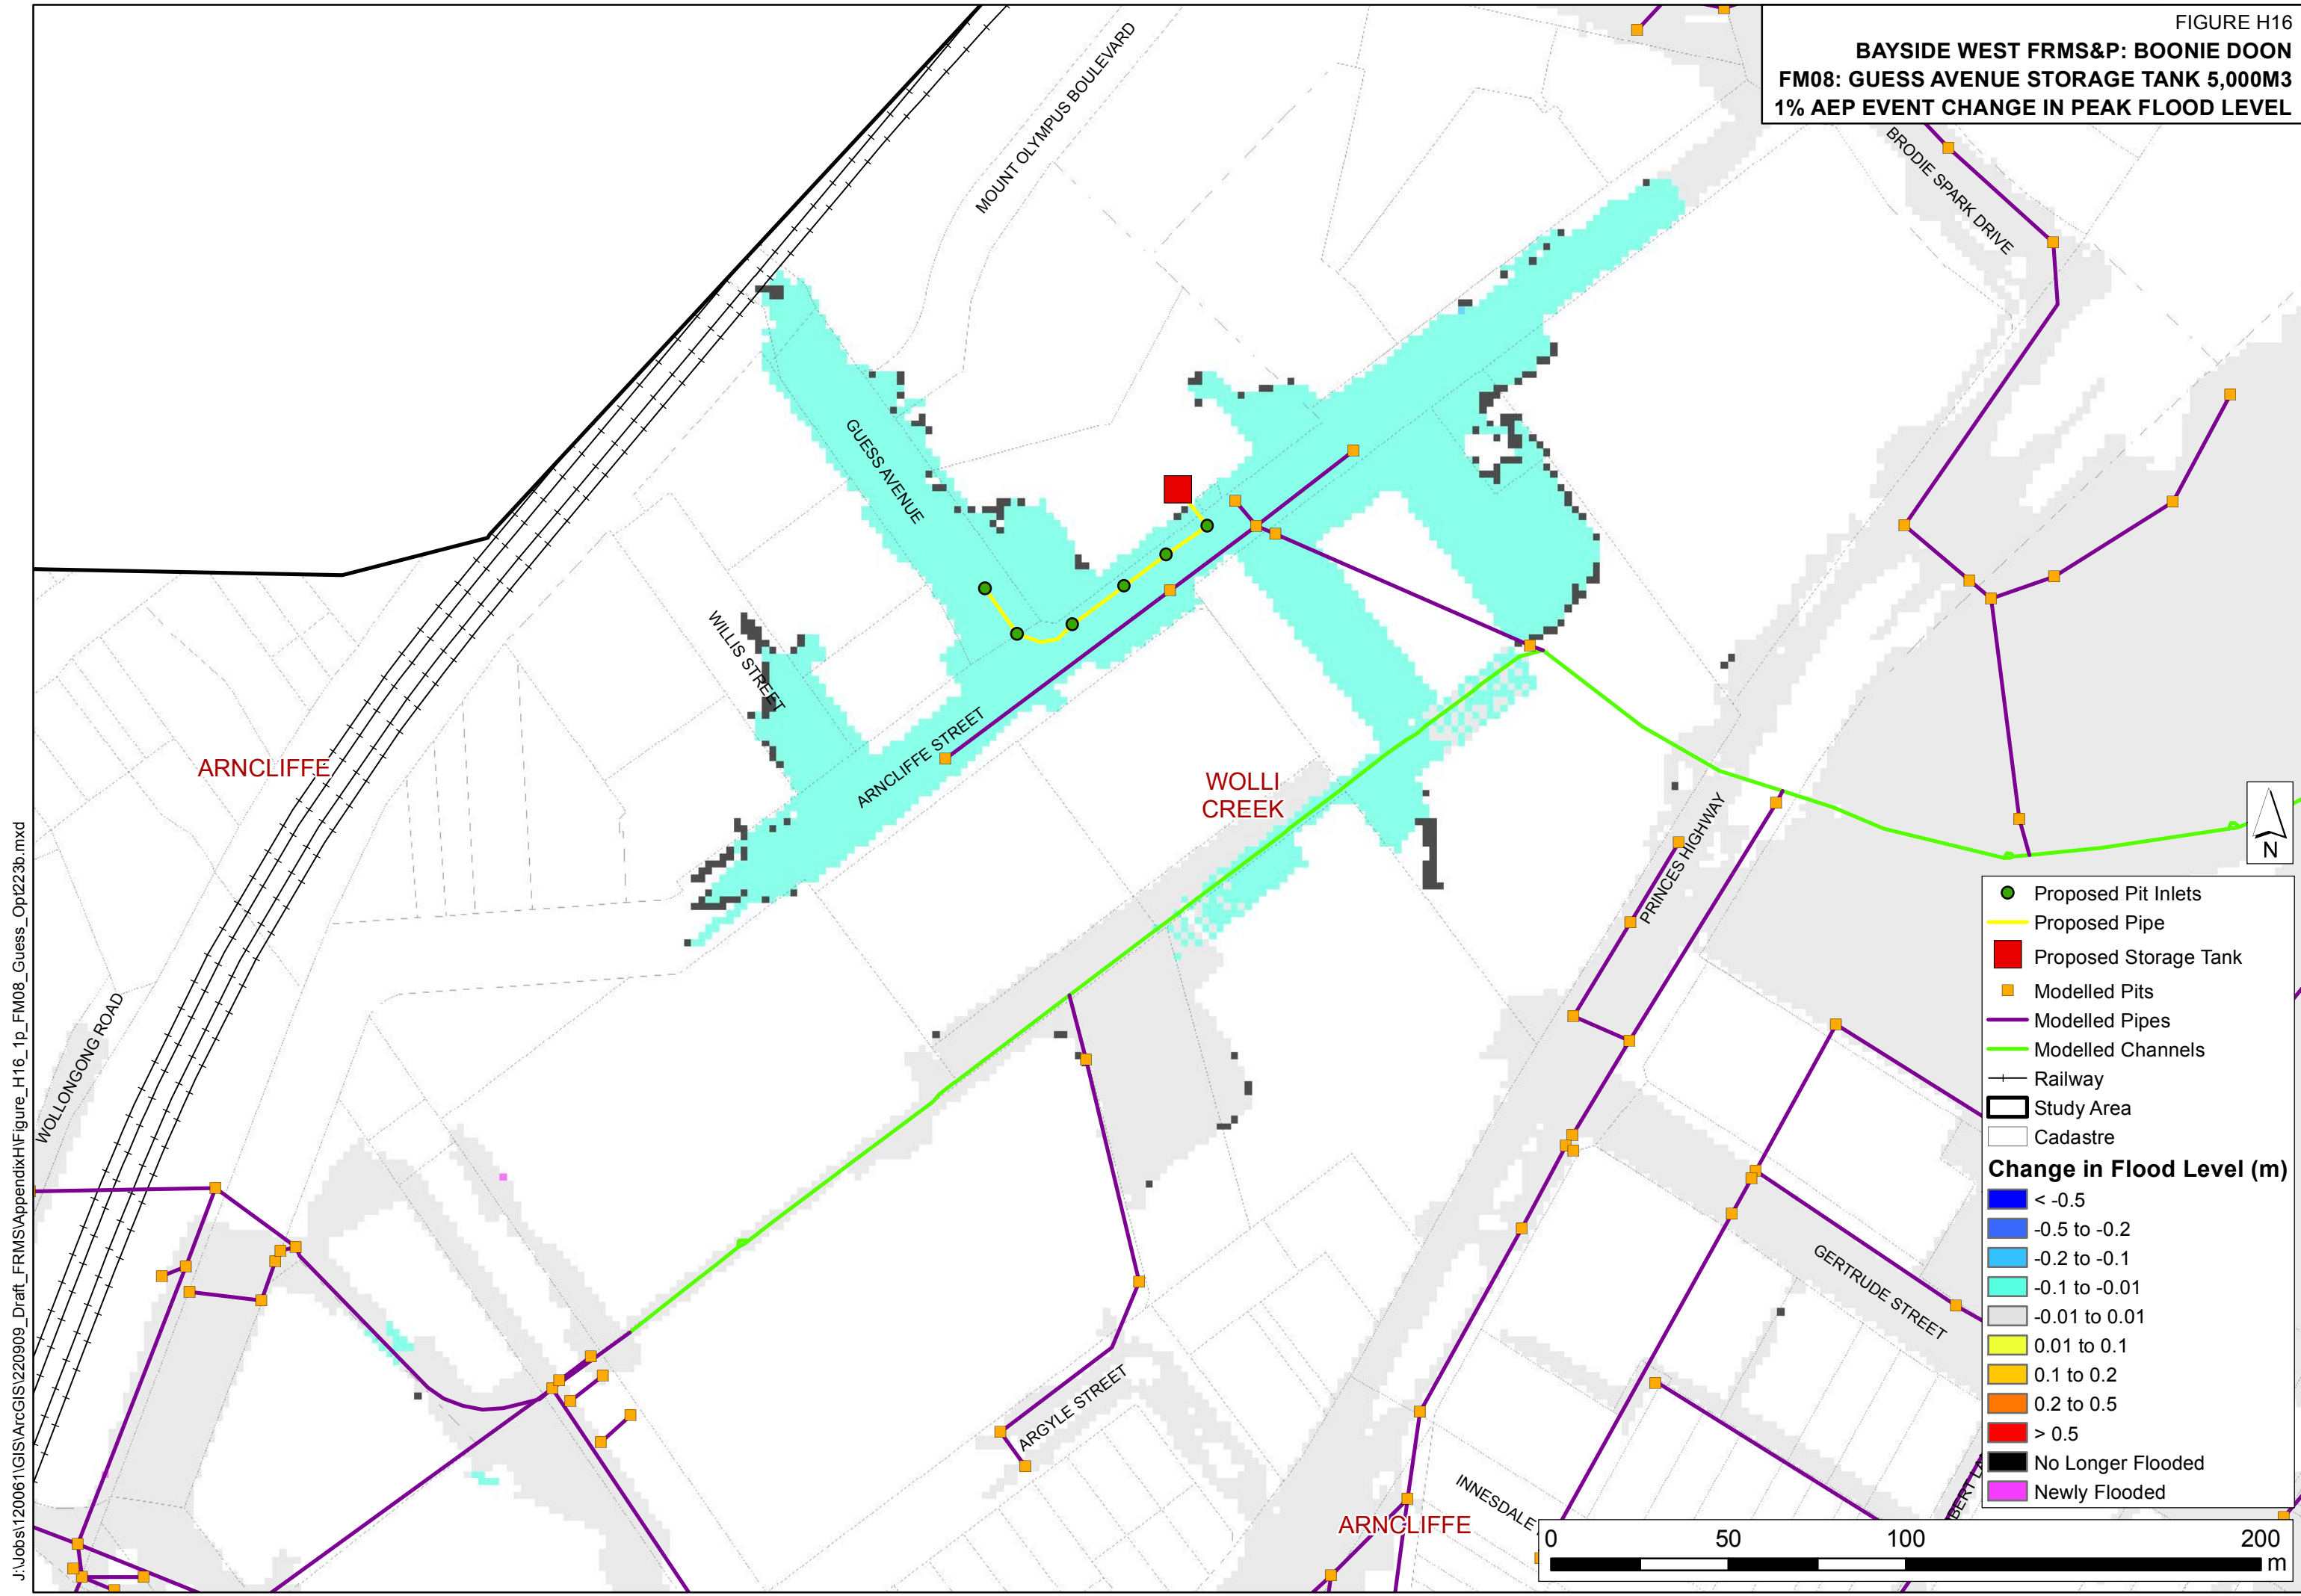 FIGURE H16
BAYSIDE WEST FRMS&P: BOONIE DOON
FM08: GUESS AVENUE STORAGE TANK 5,000M3
1% AEP EVENT CHANGE IN PEAK FLOOD LEVEL
MOUNT OLYMPUS BOULEVARD
BRODIE SPARK DRIVE
GUESS AVENUE
WILLIS STREET
ARNCLIFFE STREET
ARNCLIFFE
WOLLI
CREEK
PRINCES HIGHWAY
WOLLONGONG ROAD
GERTRUDE STREET
ARGYLE STREET
INNESDALE
ARNCLIFFE
N
Proposed Pit Inlets
Proposed Pipe
Proposed Storage Tank
Modelled Pits
Modelled Pipes
Modelled Channels
Railway
Study Area
Cadastre
Change in Flood Level (m)
< -0.5
-0.5 to -0.2
-0.2 to -0.1
-0.1 to -0.01
-0.01 to 0.01
0.01 to 0.1
0.1 to 0.2
0.2 to 0.5
> 0.5
No Longer Flooded
Newly Flooded
0 50 100 200
m
J:\Jobs\120061\GIS\ArcGIS\220909_Draft_FRMS\AppendixH\Figure_H16_1p_FM08_Guess_Opt223b.mxd